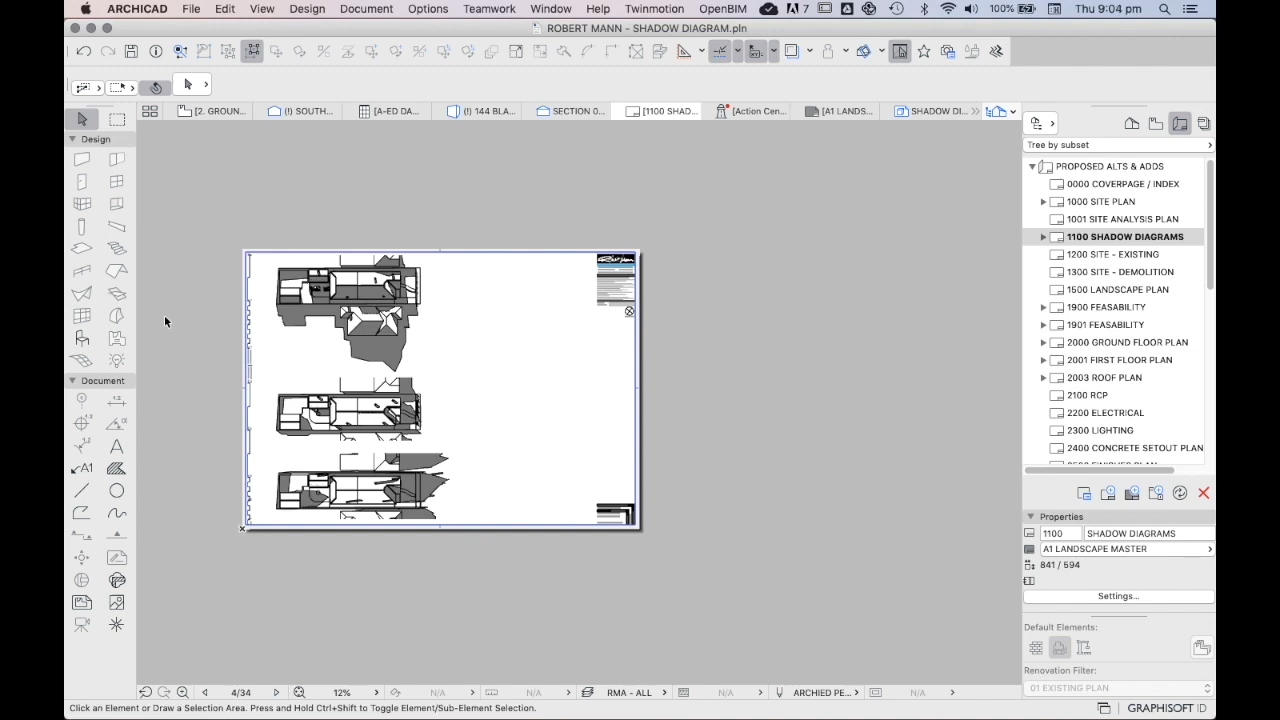 ARCHICAD File Edit View Design Document Options Teamwork Window Help Twinmotion OpenBIM 7 100% Thu 9:04 pm
ROBERT MANN - SHADOW DIAGRAM.pln
[2. GROUN... (!) SOUTH... [A-ED DA... (!) 144 BLA... SECTION 0... [1100 SHAD... [Action Cen... [A1 LANDS... SHADOW DI...
Design
Document
A1
A
Tree by subset
PROPOSED ALTS & ADDS
0000 COVERPAGE / INDEX
1000 SITE PLAN
1001 SITE ANALYSIS PLAN
1100 SHADOW DIAGRAMS
1200 SITE - EXISTING
1300 SITE - DEMOLITION
1500 LANDSCAPE PLAN
1900 FEASABILITY
1901 FEASABILITY
2000 GROUND FLOOR PLAN
2001 FIRST FLOOR PLAN
2003 ROOF PLAN
2100 RCP
2200 ELECTRICAL
2300 LIGHTING
2400 CONCRETE SETOUT PLAN
Properties
1100 SHADOW DIAGRAMS
A1 LANDSCAPE MASTER
841 / 594
Settings...
Default Elements:
Renovation Filter:
01 EXISTING PLAN
4/34 12% N/A N/A RMA - ALL N/A ARCHIED PE... N/A
Click an Element or Draw a Selection Area. Press and Hold Ctrl+Shift to Toggle Element/Sub-Element Selection.
GRAPHISOFT ID